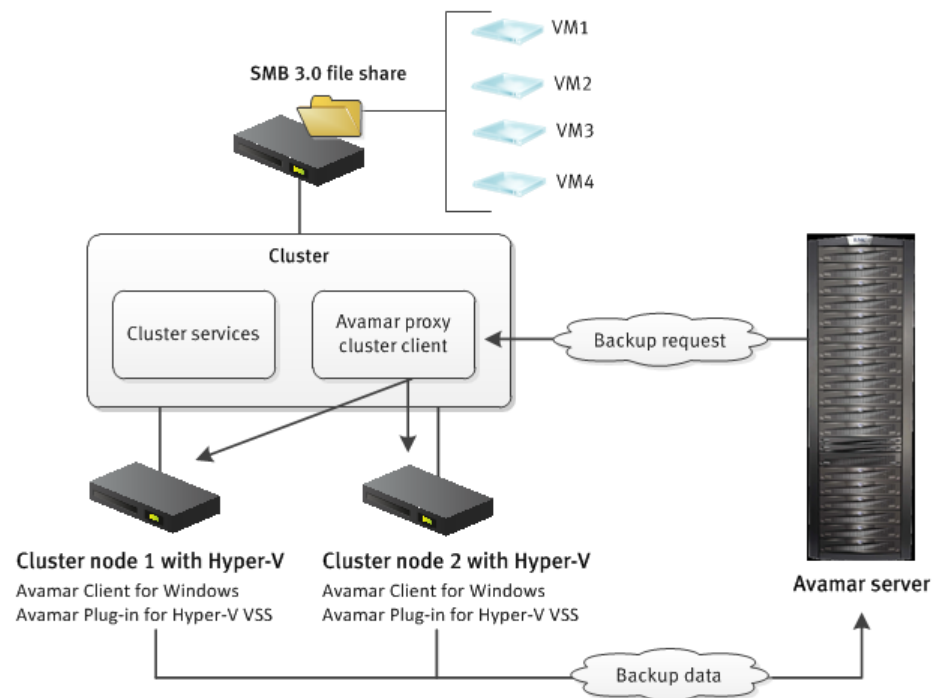 VM1
SMB 3.0 file share
VM2
VM3
VM4
Cluster
Cluster services
Avamar proxy
cluster client
Backup request
Cluster node 1 with Hyper-V
Avamar Client for Windows
Avamar Plug-in for Hyper-V VSS
Cluster node 2 with Hyper-V
Avamar Client for Windows
Avamar Plug-in for Hyper-V VSS
Avamar server
Backup data